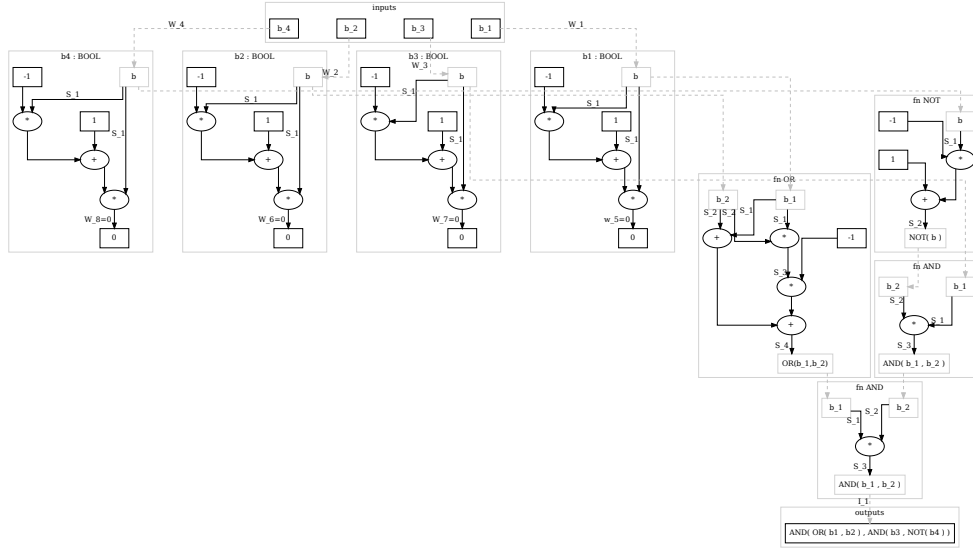 inputs
b_4
b_2
b_3
b_1
W_4
W_1
b4 : BOOL
-1
b
S_1
*
1
S_1
+
*
W_8=0
0
b2 : BOOL
-1
b
W_2
S_1
*
1
S_1
+
*
W_6=0
0
b3 : BOOL
W_3
-1
b
S_1
*
1
S_1
+
*
W_7=0
0
b1 : BOOL
-1
b
S_1
*
1
S_1
+
*
w_5=0
0
fn NOT
-1
b
S_1
*
1
+
S_2
NOT( b )
fn OR
b_2
b_1
S_2
S_2
S_1
S_1
+
*
-1
S_3
*
+
S_4
OR(b_1,b_2)
fn AND
b_2
b_1
S_2
S_1
*
S_3
AND( b_1 , b_2 )
fn AND
b_1
b_2
S_1
S_2
*
S_3
AND( b_1 , b_2 )
I_1
outputs
AND( OR( b1 , b2 ) , AND( b3 , NOT( b4 ) ) )